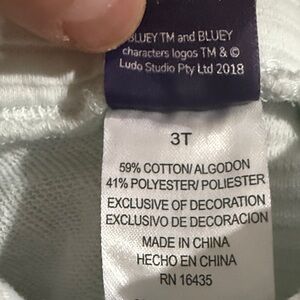 BLUEY TM and BLUEY
characters logos TM & ©
Ludo Studio Pty Ltd 2018
3T
59% COTTON/ALGODON
41% POLYESTER/POLIESTER
EXCLUSIVE OF DECORATION
EXCLUSIVO DE DECORACION
MADE IN CHINA
HECHO EN CHINA
RN 16435